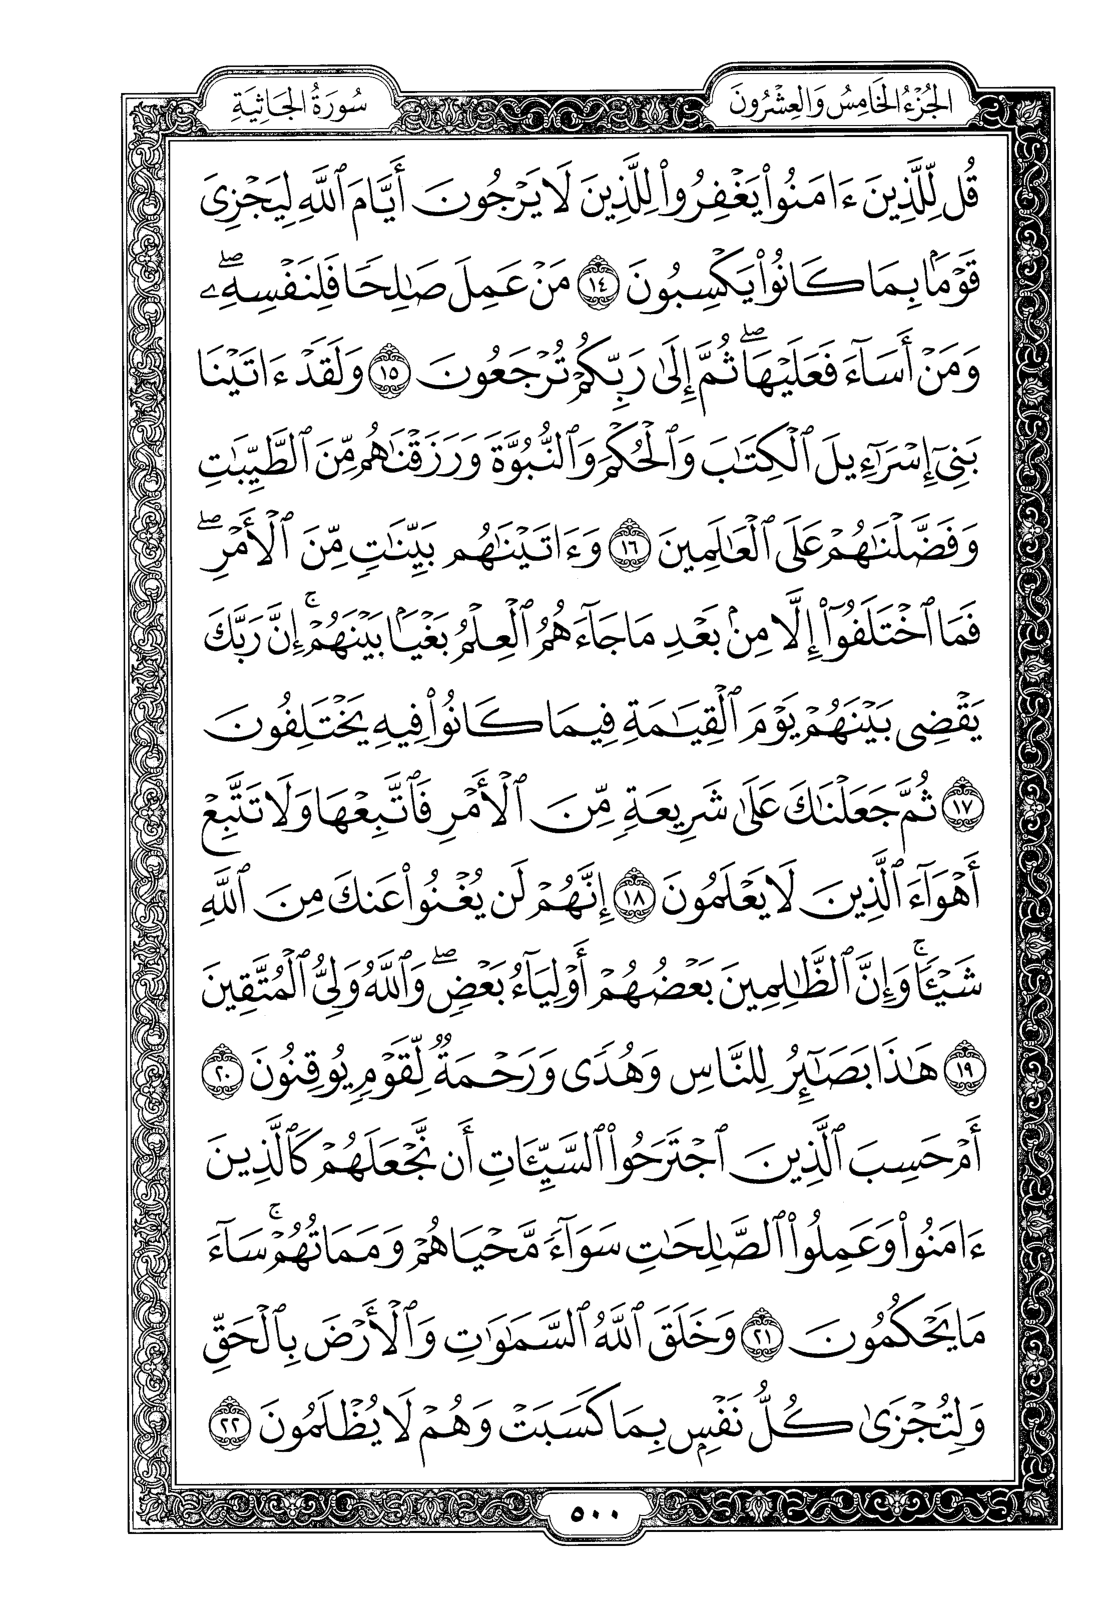 الجُزْءُ الخَامِسُ وَالعِشْرُونَ
سُورَةُ الجَاثِيَةِ
قُل لِّلَّذِينَ ءَامَنُوا۟ يَغْفِرُوا۟ لِلَّذِينَ لَا يَرْجُونَ أَيَّامَ ٱللَّهِ لِيَجْزِىَ
قَوْمًۢا بِمَا كَانُوا۟ يَكْسِبُونَ ١٤ مَنْ عَمِلَ صَـٰلِحًا فَلِنَفْسِهِۦ ۖ
وَمَنْ أَسَآءَ فَعَلَيْهَا ۖ ثُمَّ إِلَىٰ رَبِّكُمْ تُرْجَعُونَ ١٥ وَلَقَدْ ءَاتَيْنَا
بَنِىٓ إِسْرَٰٓءِيلَ ٱلْكِتَـٰبَ وَٱلْحُكْمَ وَٱلنُّبُوَّةَ وَرَزَقْنَـٰهُم مِّنَ ٱلطَّيِّبَـٰتِ
وَفَضَّلْنَـٰهُمْ عَلَى ٱلْعَـٰلَمِينَ ١٦ وَءَاتَيْنَـٰهُم بَيِّنَـٰتٍ مِّنَ ٱلْأَمْرِ ۖ
فَمَا ٱخْتَلَفُوٓا۟ إِلَّا مِنۢ بَعْدِ مَا جَآءَهُمُ ٱلْعِلْمُ بَغْيًۢا بَيْنَهُمْ ۚ إِنَّ رَبَّكَ
يَقْضِى بَيْنَهُمْ يَوْمَ ٱلْقِيَـٰمَةِ فِيمَا كَانُوا۟ فِيهِ يَخْتَلِفُونَ
١٧ ثُمَّ جَعَلْنَـٰكَ عَلَىٰ شَرِيعَةٍ مِّنَ ٱلْأَمْرِ فَٱتَّبِعْهَا وَلَا تَتَّبِعْ
أَهْوَآءَ ٱلَّذِينَ لَا يَعْلَمُونَ ١٨ إِنَّهُمْ لَن يُغْنُوا۟ عَنكَ مِنَ ٱللَّهِ
شَيْـًٔا ۚ وَإِنَّ ٱلظَّـٰلِمِينَ بَعْضُهُمْ أَوْلِيَآءُ بَعْضٍ ۖ وَٱللَّهُ وَلِىُّ ٱلْمُتَّقِينَ
١٩ هَـٰذَا بَصَـٰٓئِرُ لِلنَّاسِ وَهُدًى وَرَحْمَةٌ لِّقَوْمٍ يُوقِنُونَ ٢٠
أَمْ حَسِبَ ٱلَّذِينَ ٱجْتَرَحُوا۟ ٱلسَّيِّـَٔاتِ أَن نَّجْعَلَهُمْ كَٱلَّذِينَ
ءَامَنُوا۟ وَعَمِلُوا۟ ٱلصَّـٰلِحَـٰتِ سَوَآءً مَّحْيَاهُمْ وَمَمَاتُهُمْ ۚ سَآءَ
مَا يَحْكُمُونَ ٢١ وَخَلَقَ ٱللَّهُ ٱلسَّمَـٰوَٰتِ وَٱلْأَرْضَ بِٱلْحَقِّ
وَلِتُجْزَىٰ كُلُّ نَفْسٍۭ بِمَا كَسَبَتْ وَهُمْ لَا يُظْلَمُونَ ٢٢
٥٠٠